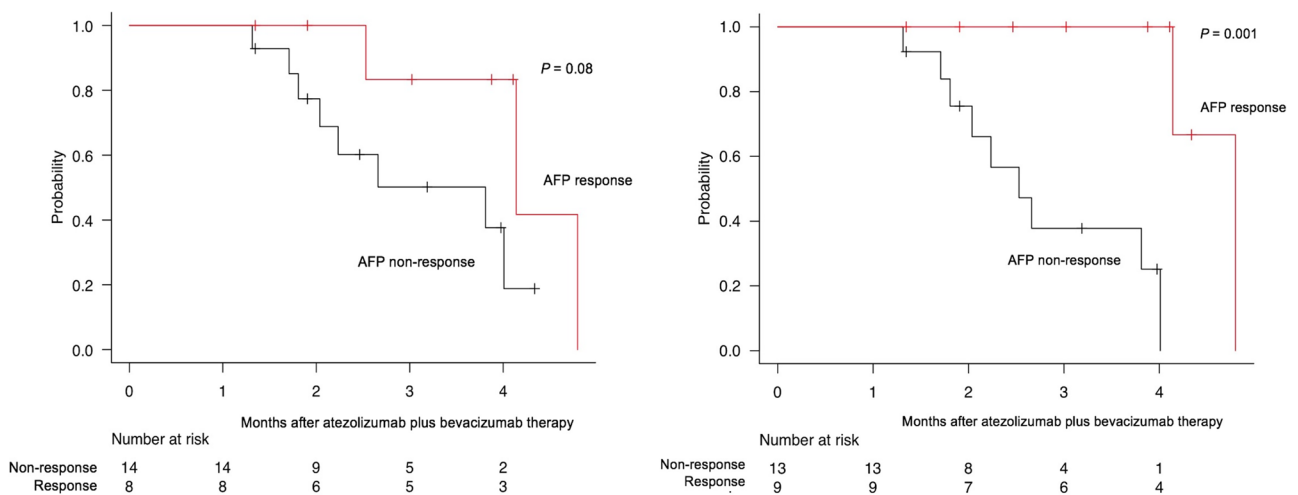 1.0
0.8
0.6
0.4
0.2
0.0
Probability
P = 0.08
AFP response
AFP non-response
0 1 2 3 4
Months after atezolizumab plus bevacizumab therapy
Number at risk
Non-response 14 14 9 5 2
Response 8 8 6 5 3
1.0
0.8
0.6
0.4
0.2
0.0
Probability
P = 0.001
AFP response
AFP non-response
0 1 2 3 4
Months after atezolizumab plus bevacizumab therapy
Number at risk
Non-response 13 13 8 4 1
Response 9 9 7 6 4